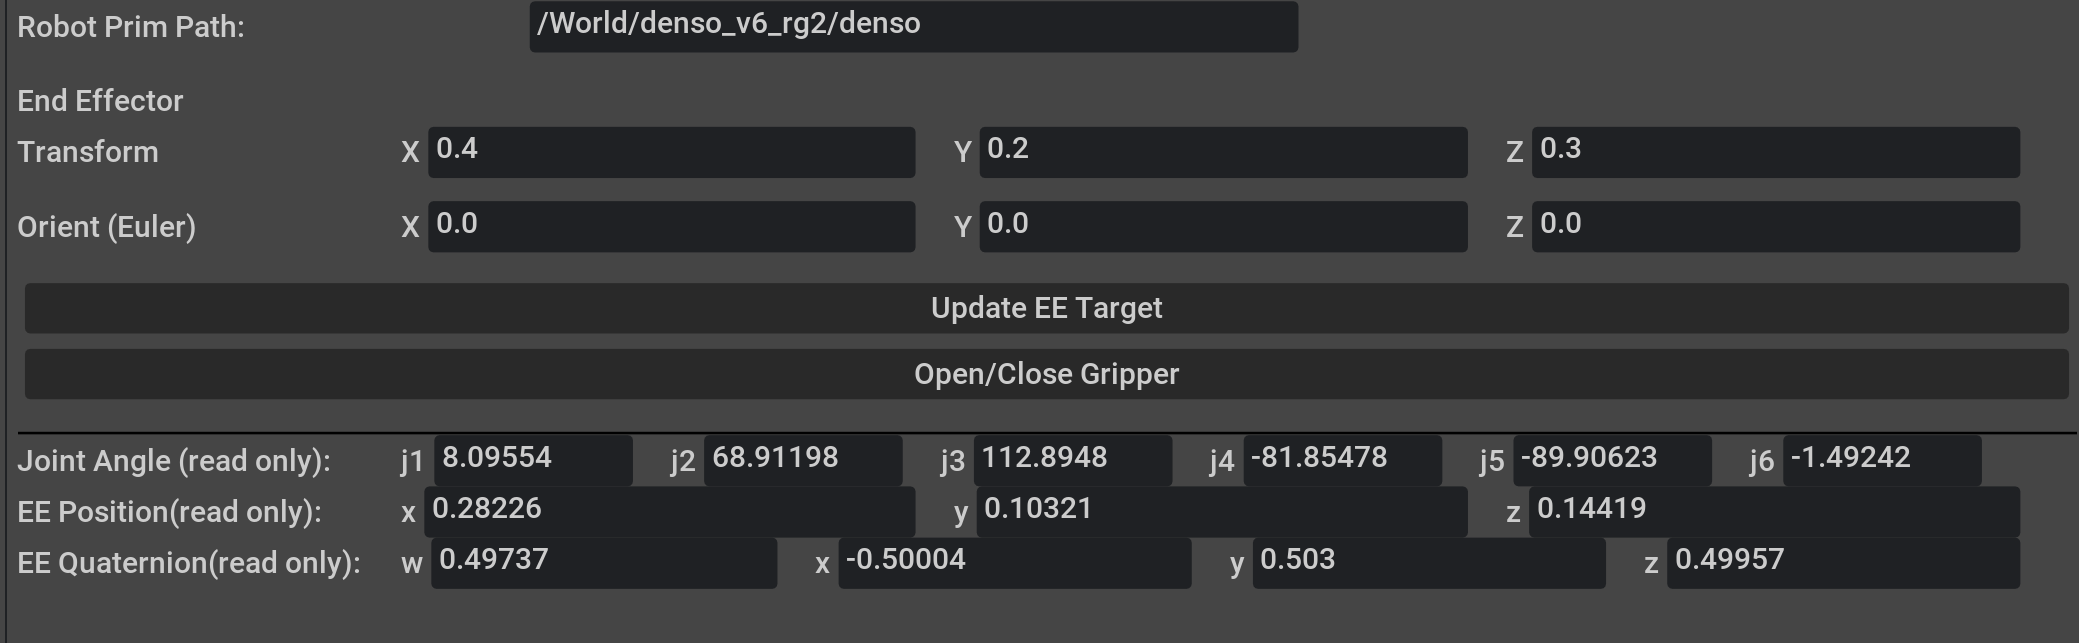 Robot Prim Path: /World/denso_v6_rg2/denso
End Effector
Transform X 0.4 Y 0.2 Z 0.3
Orient (Euler) X 0.0 Y 0.0 Z 0.0
Update EE Target
Open/Close Gripper
Joint Angle (read only): j1 8.09554 j2 68.91198 j3 112.8948 j4 -81.85478 j5 -89.90623 j6 -1.49242
EE Position(read only): x 0.28226 y 0.10321 z 0.14419
EE Quaternion(read only): w 0.49737 x -0.50004 y 0.503 z 0.49957